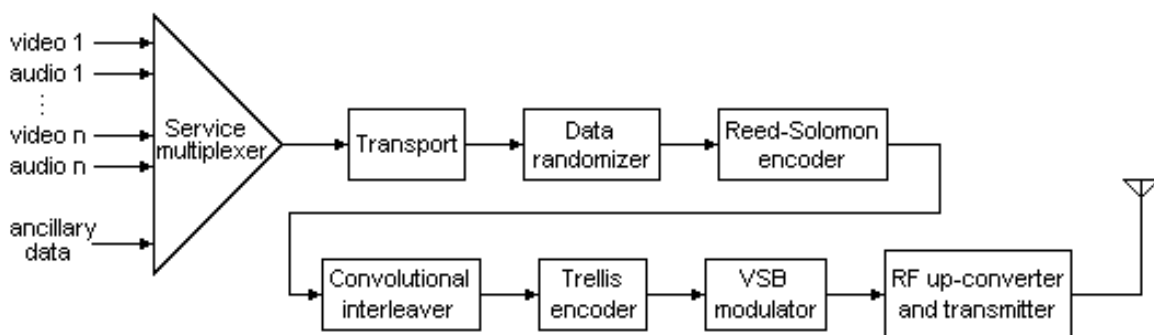 video 1
audio 1
⋮
video n
audio n
ancillary
data
Service
multiplexer
Transport
Data
randomizer
Reed-Solomon
encoder
Convolutional
interleaver
Trellis
encoder
VSB
modulator
RF up-converter
and transmitter